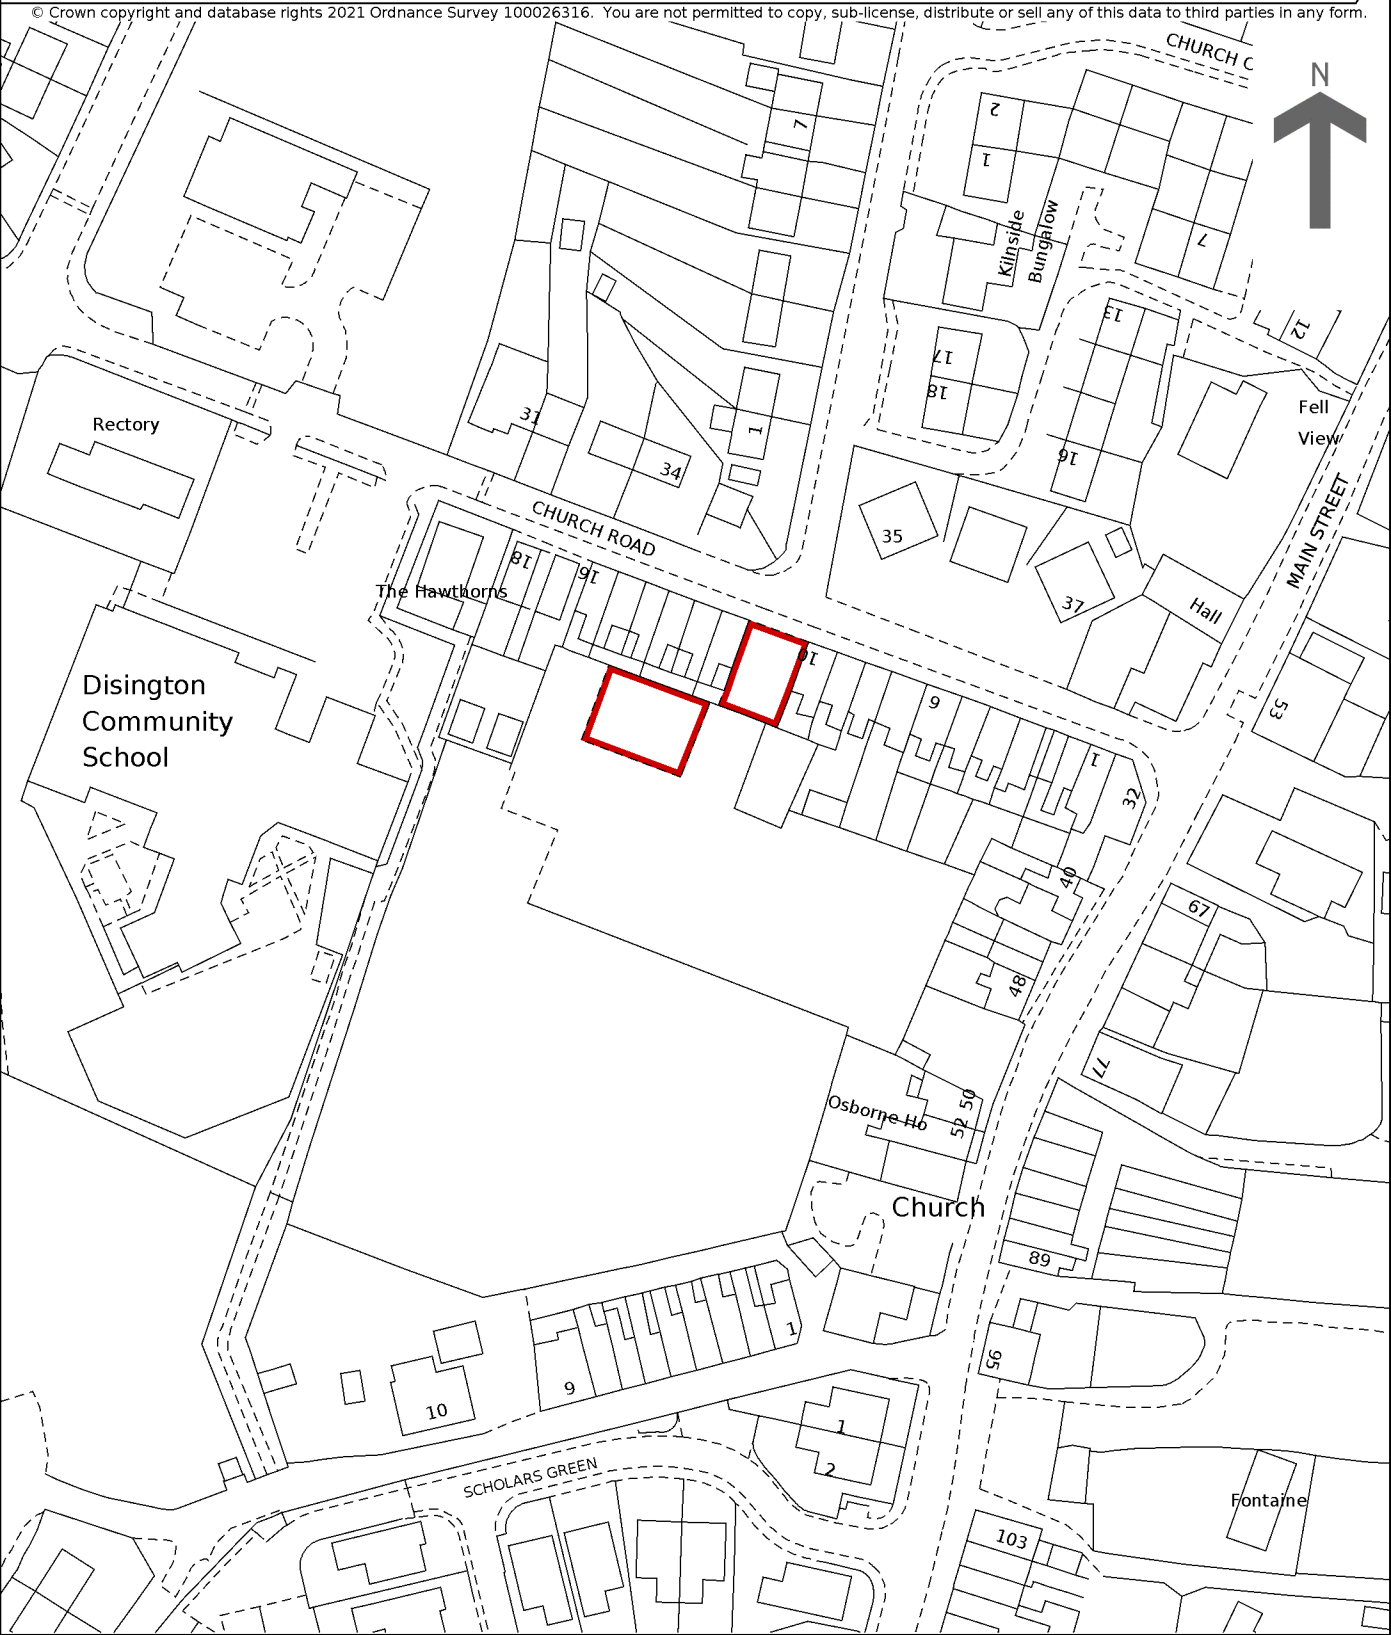 © Crown copyright and database rights 2021 Ordnance Survey 100026316. You are not permitted to copy, sub-license, distribute or sell any of this data to third parties in any form.
CHURCH C
N
2
7
1
Kilnside
Bungalow
7
13
12
17
18
31
Rectory
1
Fell
View
34
16
CHURCH ROAD
MAIN STREET
35
18
16
The Hawthorns
37
Hall
10
Disington
Community
School
6
53
1
32
40
67
48
77
50
Osborne Ho
52
Church
89
1
95
9
10
1
2
SCHOLARS GREEN
Fontaine
103